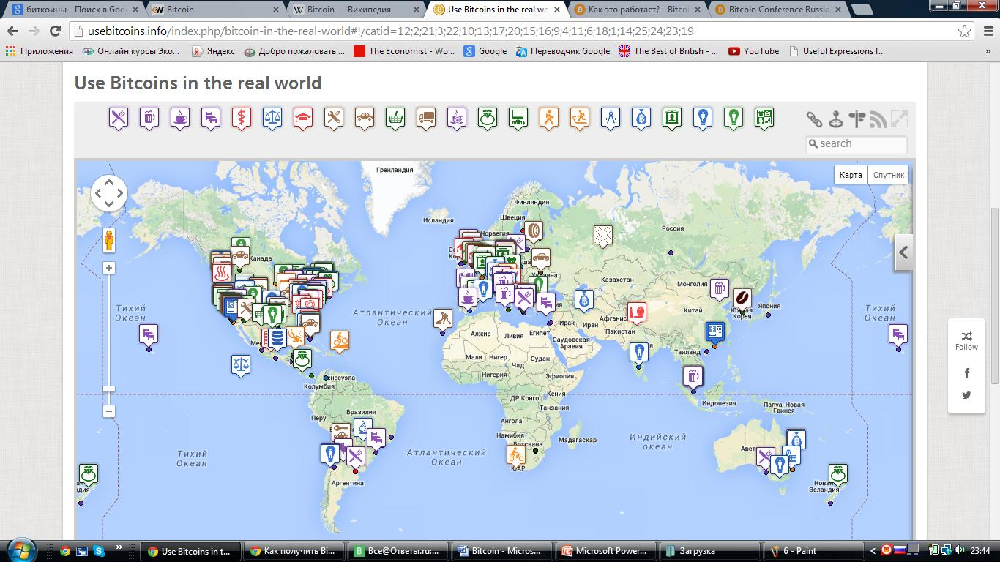 биткоины - Поиск в Goo
Bitcoin
Bitcoin — Википедия
Use Bitcoins in the real wo
Как это работает? - Bitcoi
Bitcoin Conference Russia
usebitcoins.info/index.php/bitcoin-in-the-real-world#!/catid=12;2;21;3;22;10;13;17;20;15;16;9;4;11;6;18;1;14;25;24;23;19
Приложения
Онлайн курсы Эко...
Яндекс
Добро пожаловать ...
The Economist - Wo...
Google
Переводчик Google
The Best of British - ...
YouTube
Useful Expressions f...
Use Bitcoins in the real world
search
Карта
Спутник
Гренландия
Финляндия
Исландия
Швеция
Норвегия
Россия
Канада
Казахстан
Монголия
Тихий
Океан
Атлантический
Океан
Китай
Япония
Южная
Корея
Тихий
Океан
Ирак
Иран
Афганис
Пакистан
Алжир
Ливия
Египет
Саудовская
Аравия
Мали
Нигер
Чад
Судан
Таиланд
Нигерия
Эфиопия
Венесуэла
Колумбия
ДР Конго
Кения
Танзания
Индонезия
Папуа-Новая
Гвинея
Перу
Бразилия
Ангола
Намибия
Ботсвана
Мадагаскар
Индийский
Океан
Тихий
Океан
Атлантический
Океан
ЮАР
Аргентина
Новая
Зеландия
Follow
Use Bitcoins in t...
Как получить Bi...
Все@Ответы.ru:...
Bitcoin - Micros...
Microsoft Power...
Загрузка
6 - Paint
23:44